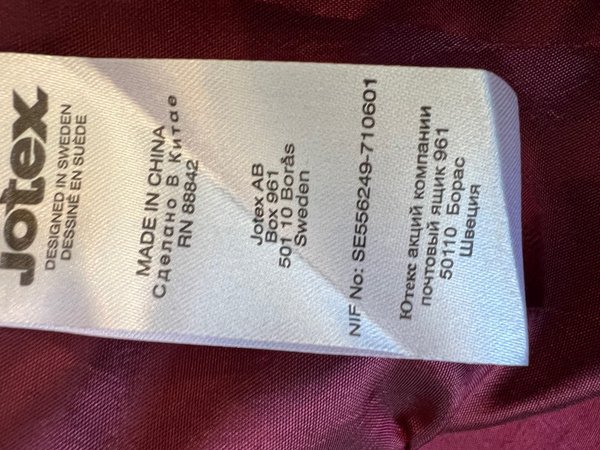 Jotex
DESIGNED IN SWEDEN
DESSINÉ EN SUÈDE
MADE IN CHINA
Сделано В Китае
RN 88842
Jotex AB
Box 961
501 10 Borås
Sweden
NIF No: SE556249-710601
Ютекс акций компании
почтовый ящик 961
50110 Борас
Швеция